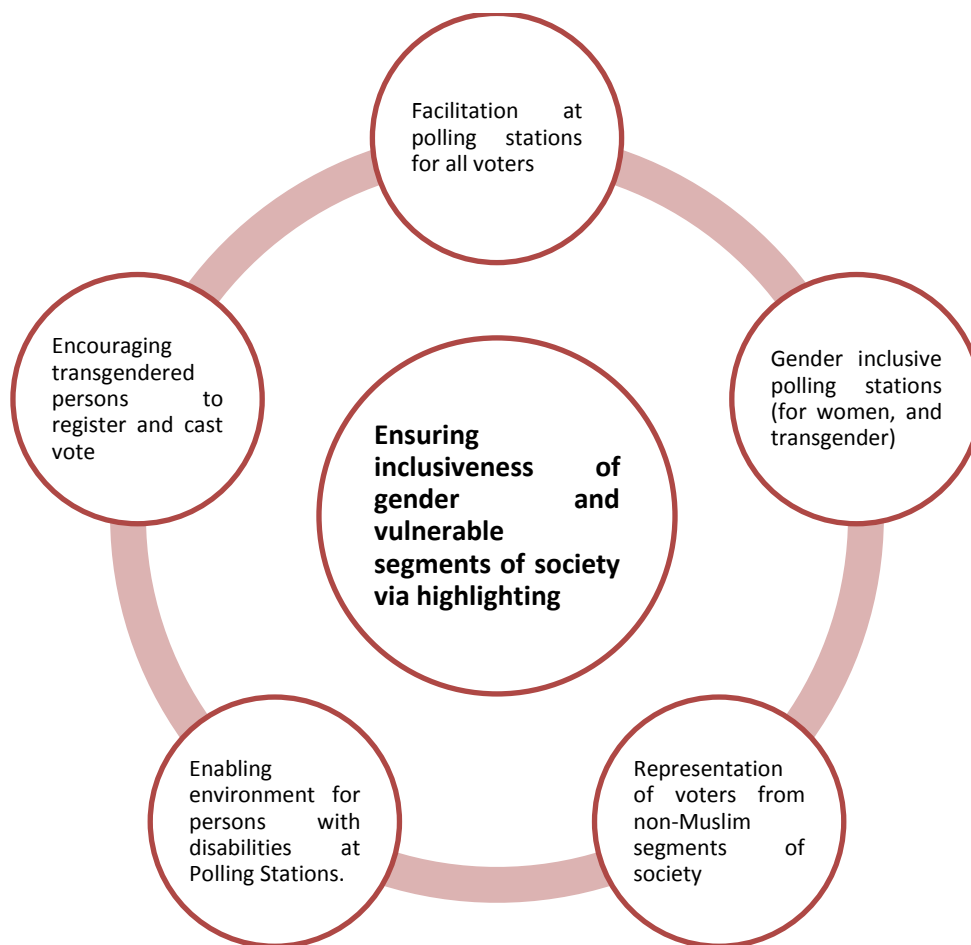 Facilitation at
polling stations
for all voters
Gender inclusive
polling stations
(for women, and
transgender)
Representation
of voters from
non-Muslim
segments of
society
Enabling
environment for
persons with
disabilities at
Polling Stations.
Encouraging
transgendered
persons to
register and cast
vote
Ensuring
inclusiveness of
gender and
vulnerable
segments of society
via highlighting